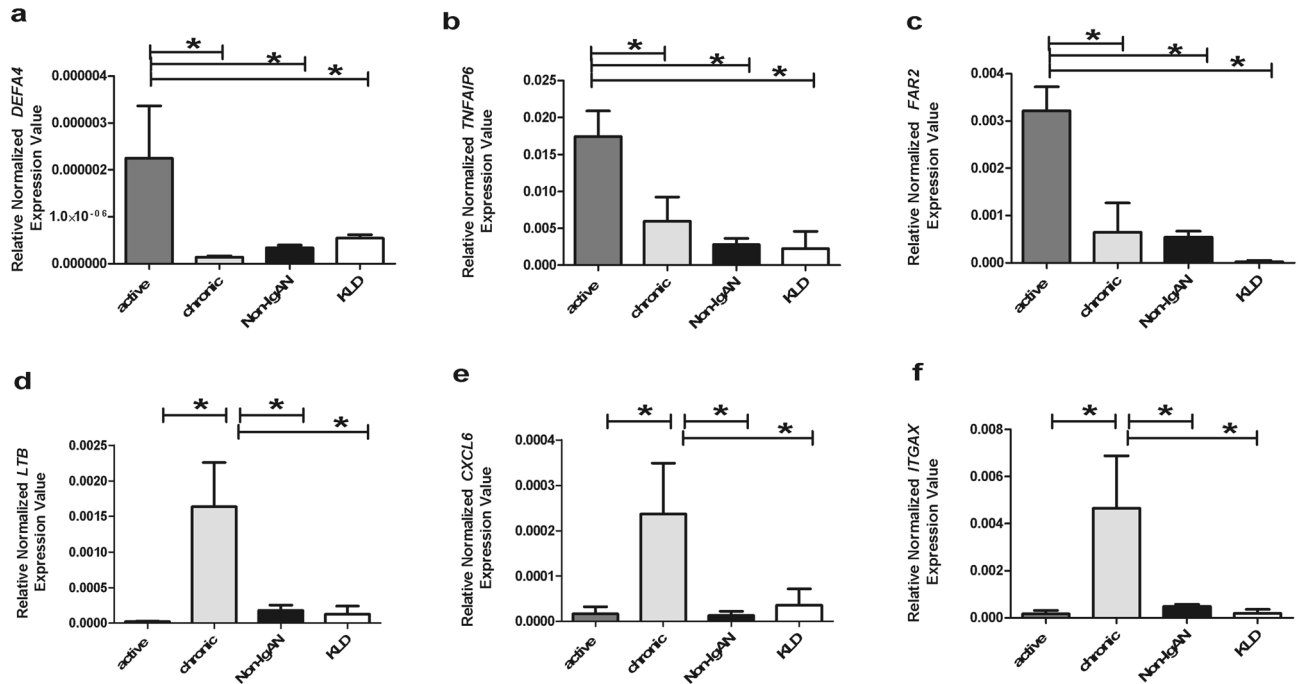 a
* * *
Relative Normalized DEFA4
Expression Value
0.000004
0.000003
0.000002
1.0×10⁻⁰⁶
0.000000
active
chronic
Non-IgAN
KLD
b
* * *
Relative Normalized TNFAIP6
Expression Value
0.025
0.020
0.015
0.010
0.005
0.000
active
chronic
Non-IgAN
KLD
c
* * *
Relative Normalized FAR2
Expression Value
0.004
0.003
0.002
0.001
0.000
active
chronic
Non-IgAN
KLD
d
* * *
Relative Normalized LTB
Expression Value
0.0025
0.0020
0.0015
0.0010
0.0005
0.0000
active
chronic
Non-IgAN
KLD
e
* * *
Relative Normalized CXCL6
Expression Value
0.0004
0.0003
0.0002
0.0001
0.0000
active
chronic
Non-IgAN
KLD
f
* * *
Relative Normalized ITGAX
Expression Value
0.008
0.006
0.004
0.002
0.000
active
chronic
Non-IgAN
KLD